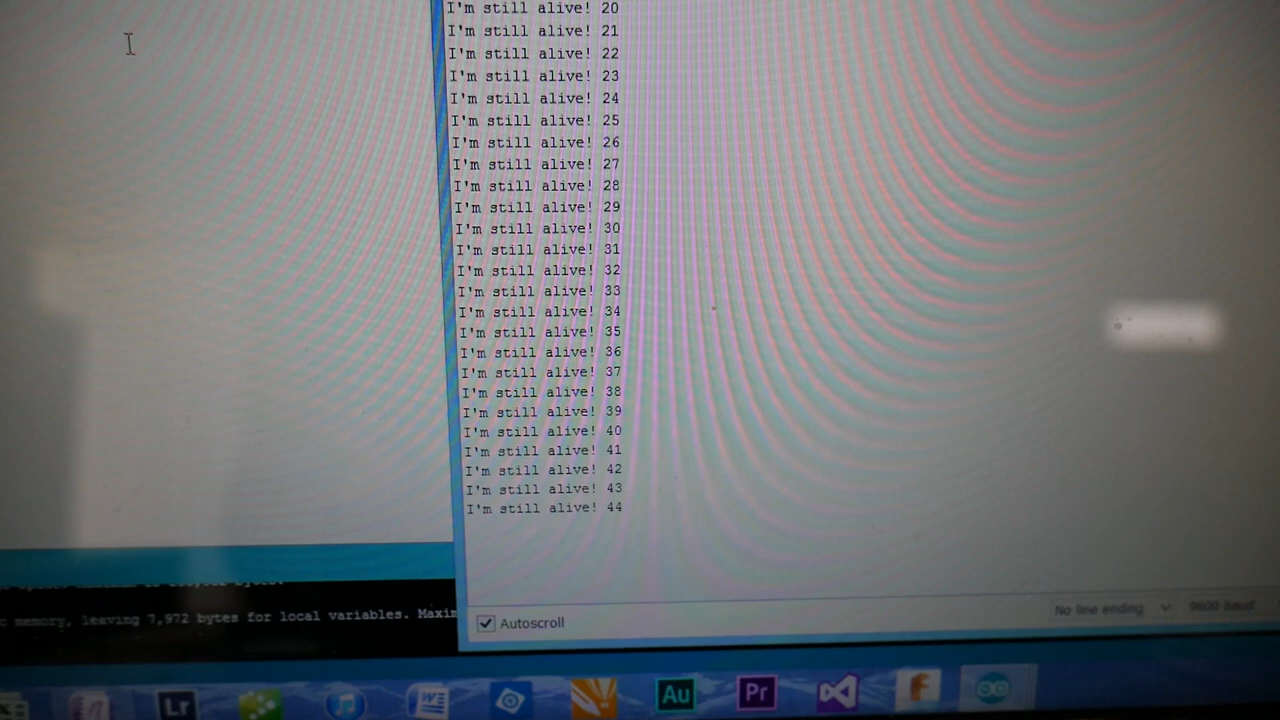 I'm still alive! 20
I'm still alive! 21
I'm still alive! 22
I'm still alive! 23
I'm still alive! 24
I'm still alive! 25
I'm still alive! 26
I'm still alive! 27
I'm still alive! 28
I'm still alive! 29
I'm still alive! 30
I'm still alive! 31
I'm still alive! 32
I'm still alive! 33
I'm still alive! 34
I'm still alive! 35
I'm still alive! 36
I'm still alive! 37
I'm still alive! 38
I'm still alive! 39
I'm still alive! 40
I'm still alive! 41
I'm still alive! 42
I'm still alive! 43
I'm still alive! 44
c memory, leaving 7,972 bytes for local variables. Maxim
Autoscroll
No line ending
9600 baud
Lr
W
Au
Pr
F